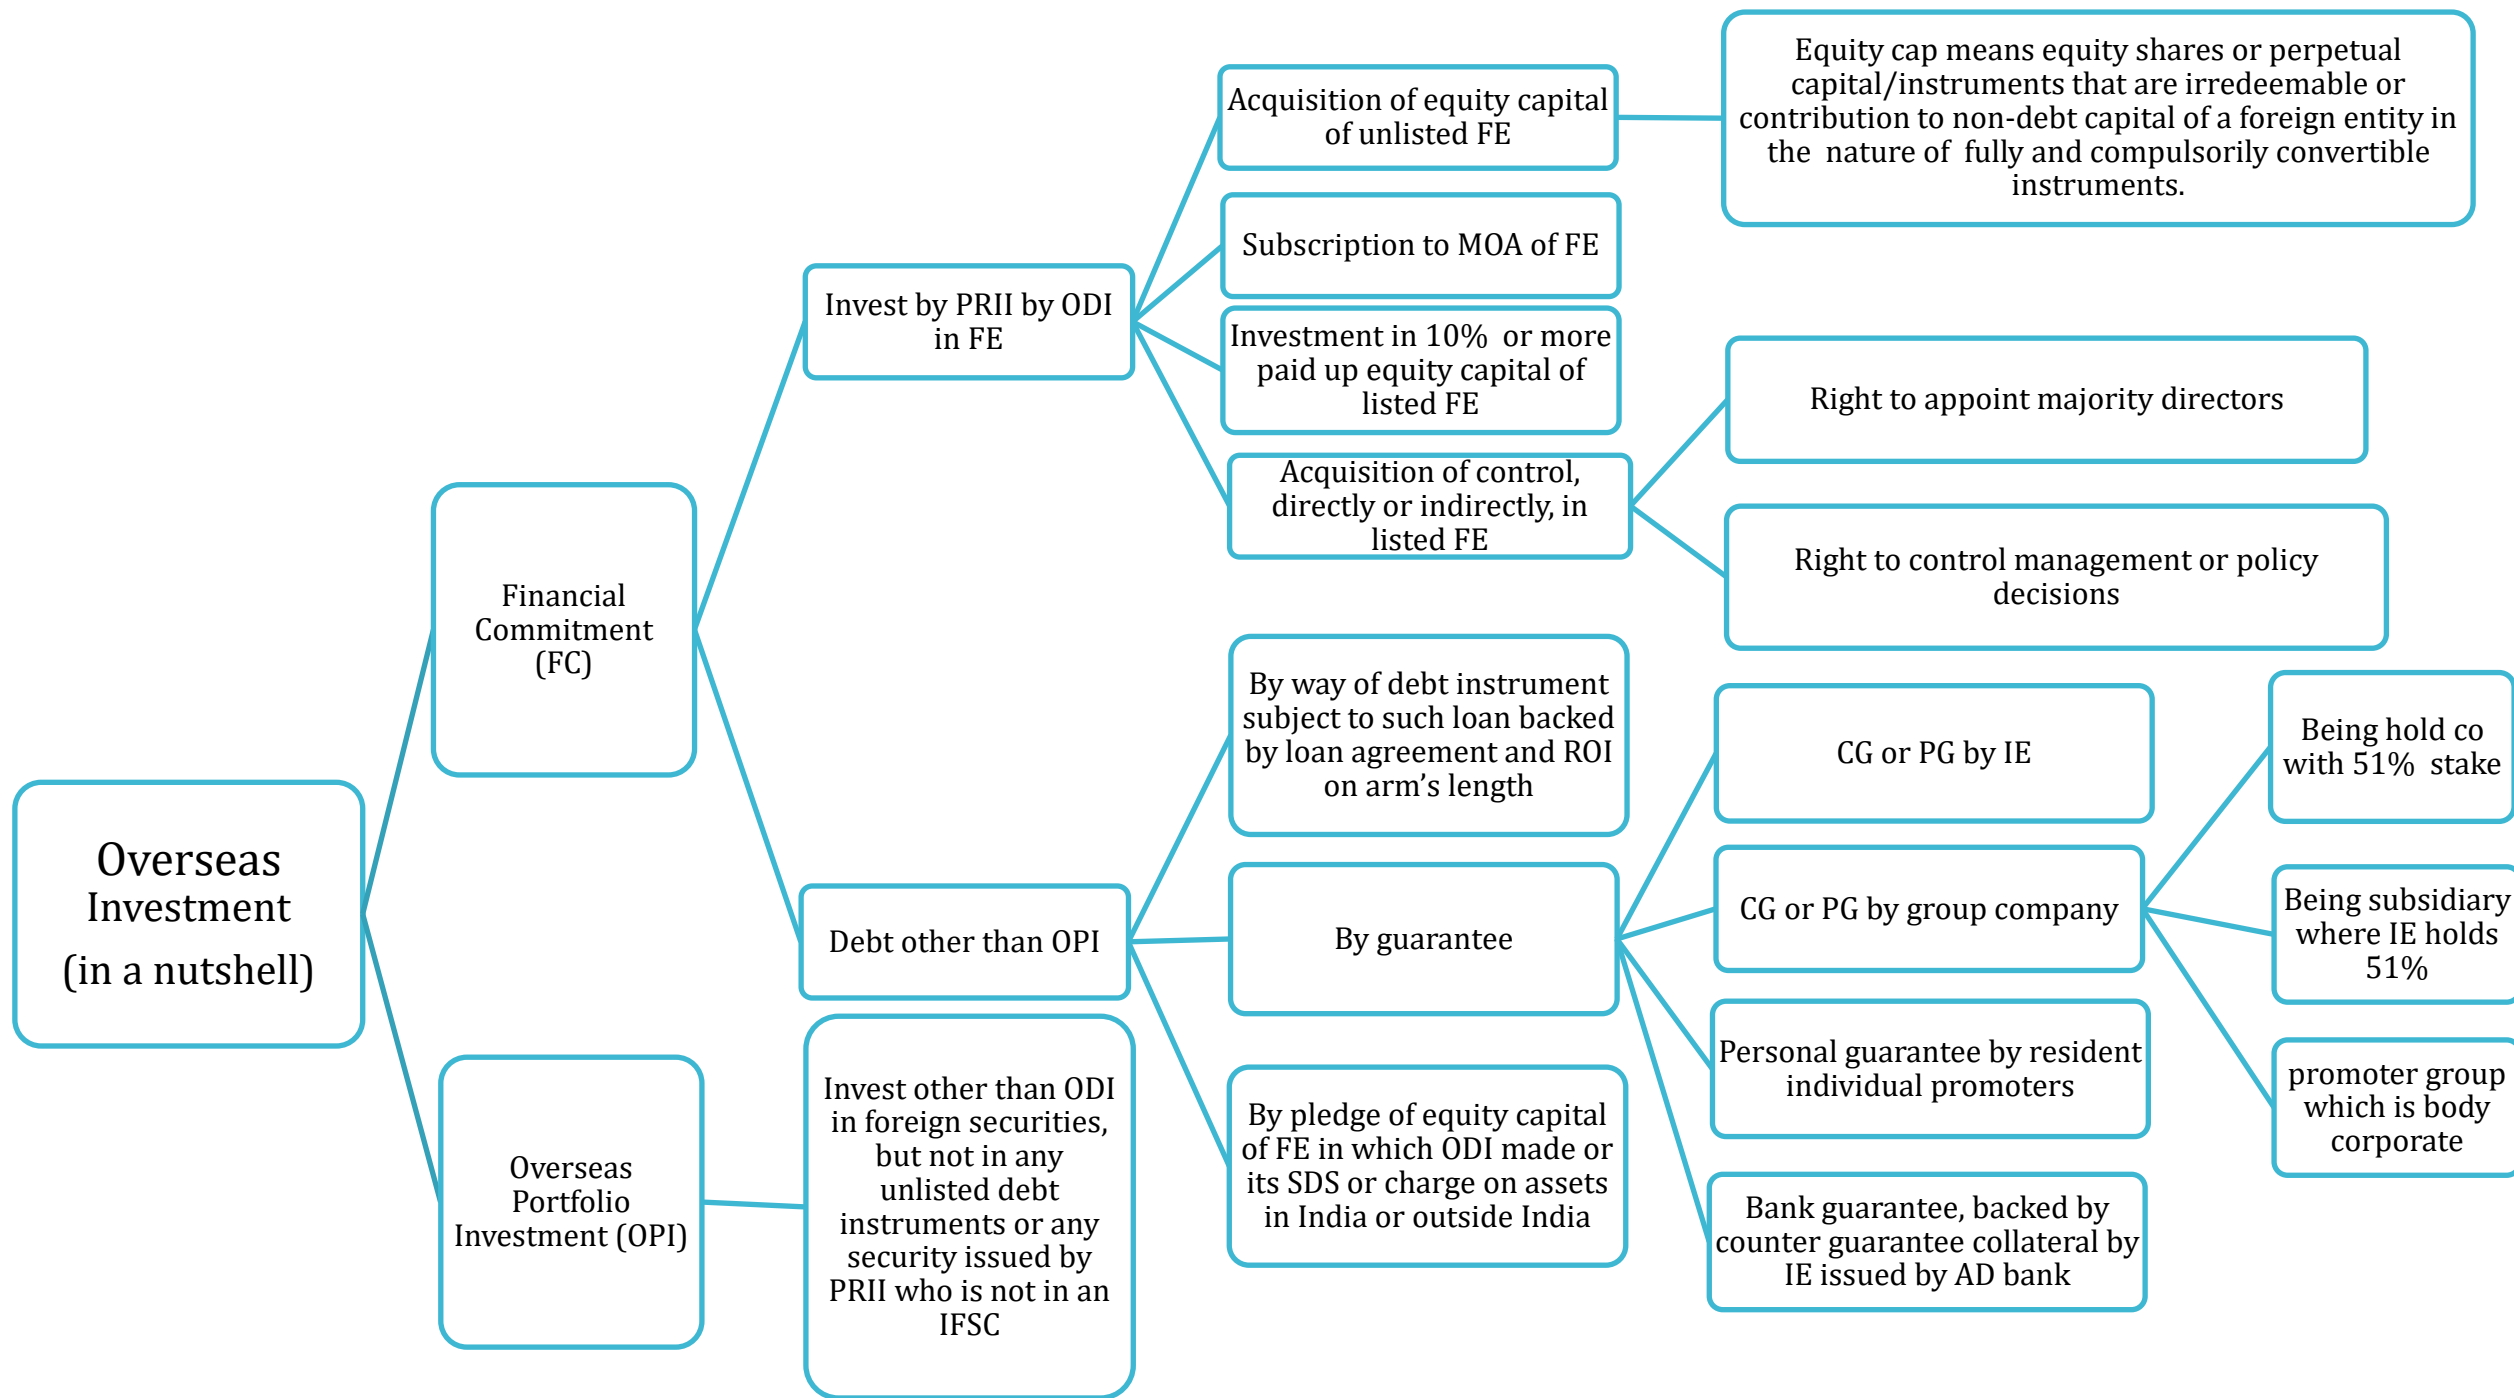 Overseas
Investment
(in a nutshell)
Financial
Commitment
(FC)
Invest by PRII by ODI
in FE
Acquisition of equity capital
of unlisted FE
Equity cap means equity shares or perpetual
capital/instruments that are irredeemable or
contribution to non-debt capital of a foreign entity in
the nature of fully and compulsorily convertible
instruments.
Subscription to MOA of FE
Investment in 10% or more
paid up equity capital of
listed FE
Acquisition of control,
directly or indirectly, in
listed FE
Right to appoint majority directors
Right to control management or policy
decisions
Debt other than OPI
By way of debt instrument
subject to such loan backed
by loan agreement and ROI
on arm’s length
By guarantee
CG or PG by IE
CG or PG by group company
Being hold co
with 51% stake
Being subsidiary
where IE holds
51%
promoter group
which is body
corporate
Personal guarantee by resident
individual promoters
Bank guarantee, backed by
counter guarantee collateral by
IE issued by AD bank
By pledge of equity capital
of FE in which ODI made or
its SDS or charge on assets
in India or outside India
Overseas
Portfolio
Investment (OPI)
Invest other than ODI
in foreign securities,
but not in any
unlisted debt
instruments or any
security issued by
PRII who is not in an
IFSC